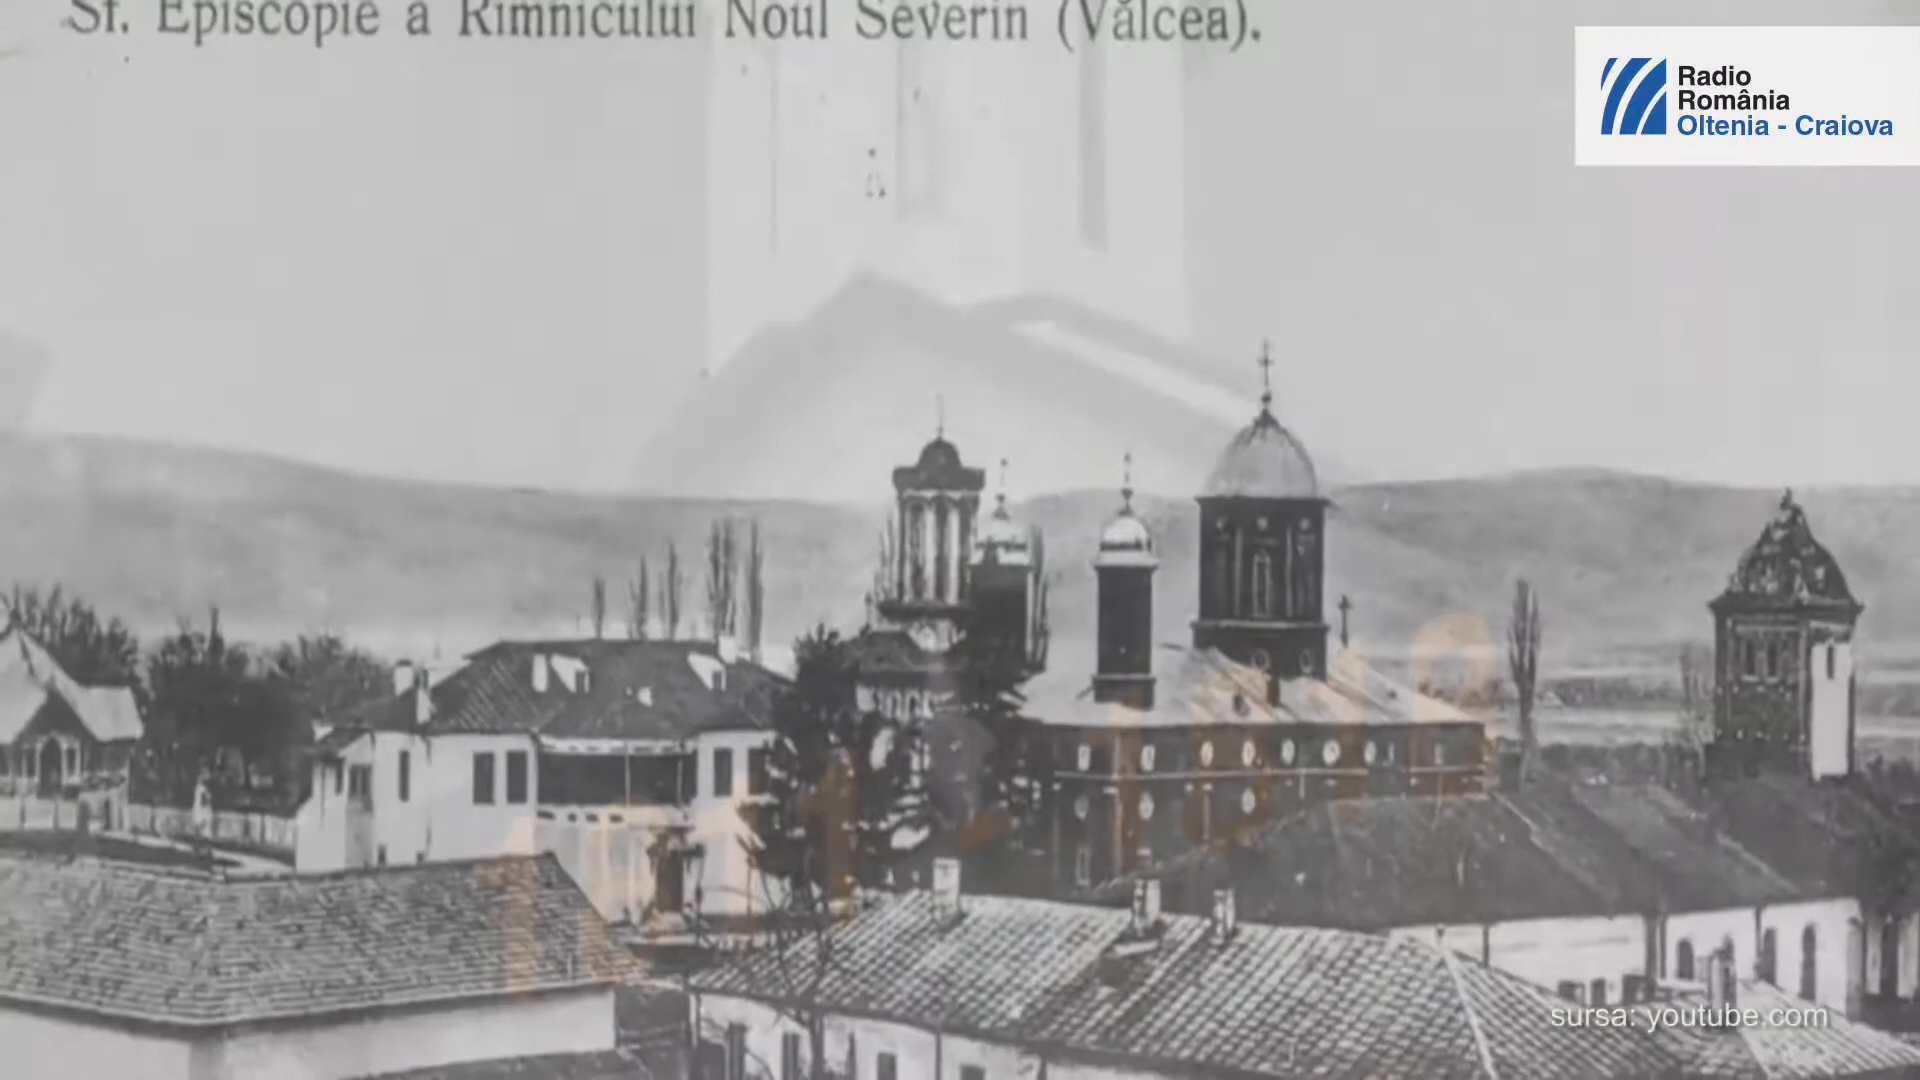 Sf. Episcopie a Rimnicului Noul Severin (Vâlcea).
Radio
România
Oltenia - Craiova
sursa: youtube.com